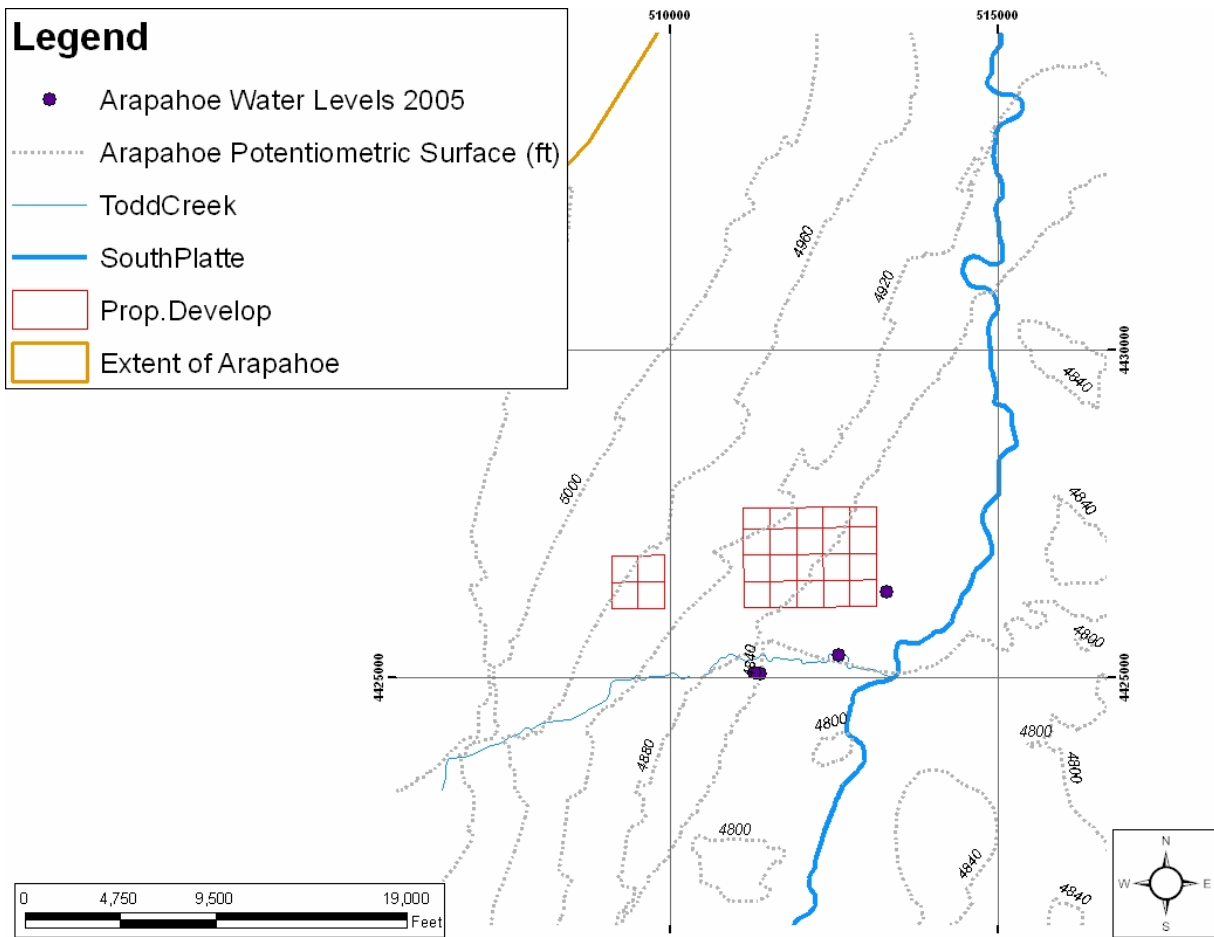 510000
515000
Legend
Arapahoe Water Levels 2005
Arapahoe Potentiometric Surface (ft)
ToddCreek
SouthPlatte
Prop.Develop
Extent of Arapahoe
4960
4920
4430000
4840
5000
4840
4800
4840
4425000
4425000
4800
4800
4880
4800
4800
4840
4840
0 4,750 9,500 19,000
Feet
N
W E
S